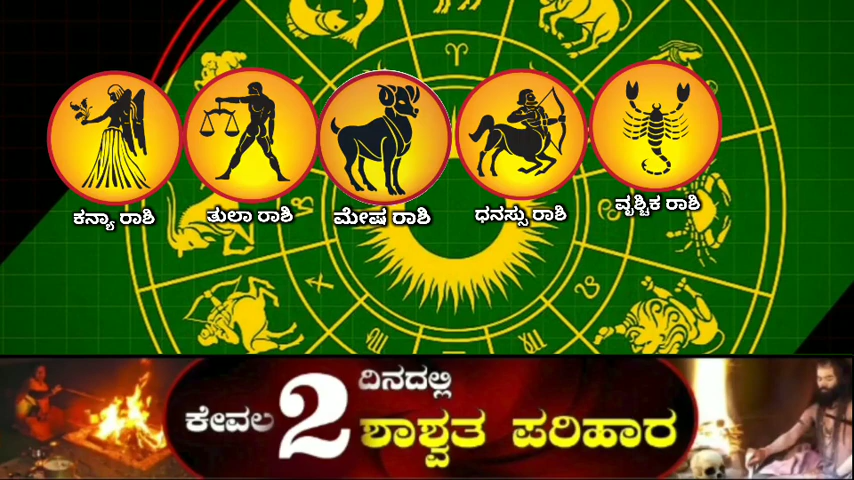 ಕನ್ಯಾ ರಾಶಿ
ತುಲಾ ರಾಶಿ
ಮೇಷ ರಾಶಿ
ಧನಸ್ಸು ರಾಶಿ
ವೃಶ್ಚಿಕ ರಾಶಿ
ಕೇವಲ 2 ದಿನದಲ್ಲಿ
ಶಾಶ್ವತ ಪರಿಹಾರ